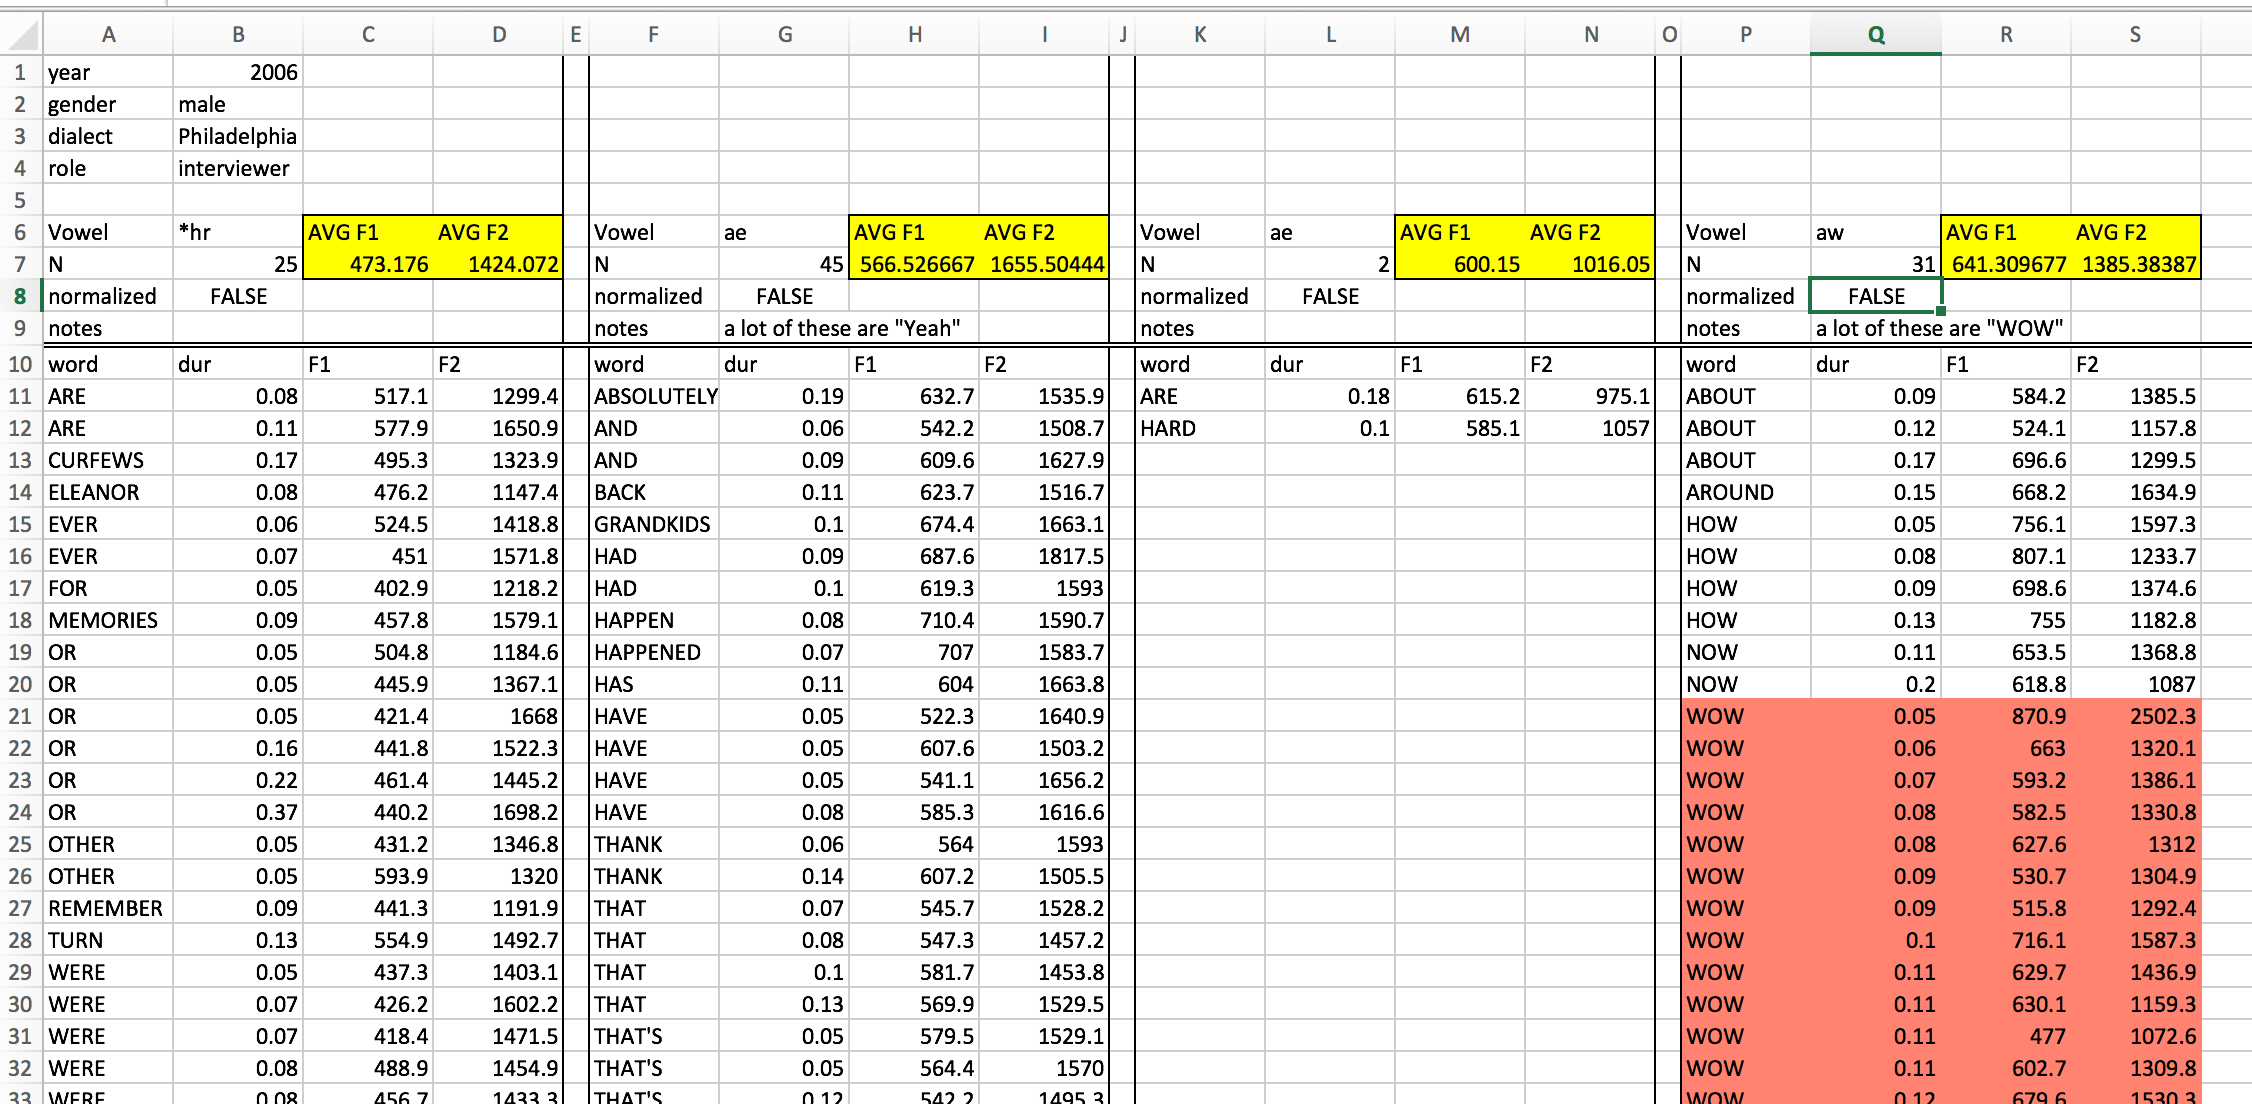 A B C D E F G H I J K L M N O P Q R S
1 year 2006
2 gender male
3 dialect Philadelphia
4 role interviewer
5
6 Vowel *hr AVG F1 AVG F2 Vowel ae AVG F1 AVG F2 Vowel ae AVG F1 AVG F2 Vowel aw AVG F1 AVG F2
7 N 25 473.176 1424.072 N 45 566.526667 1655.50444 N 2 600.15 1016.05 N 31 641.309677 1385.38387
8 normalized FALSE normalized FALSE normalized FALSE normalized FALSE
9 notes notes a lot of these are "Yeah" notes notes a lot of these are "WOW"
10 word dur F1 F2 word dur F1 F2 word dur F1 F2 word dur F1 F2
11 ARE 0.08 517.1 1299.4 ABSOLUTELY 0.19 632.7 1535.9 ARE 0.18 615.2 975.1 ABOUT 0.09 584.2 1385.5
12 ARE 0.11 577.9 1650.9 AND 0.06 542.2 1508.7 HARD 0.1 585.1 1057 ABOUT 0.12 524.1 1157.8
13 CURFEWS 0.17 495.3 1323.9 AND 0.09 609.6 1627.9 ABOUT 0.17 696.6 1299.5
14 ELEANOR 0.08 476.2 1147.4 BACK 0.11 623.7 1516.7 AROUND 0.15 668.2 1634.9
15 EVER 0.06 524.5 1418.8 GRANDKIDS 0.1 674.4 1663.1 HOW 0.05 756.1 1597.3
16 EVER 0.07 451 1571.8 HAD 0.09 687.6 1817.5 HOW 0.08 807.1 1233.7
17 FOR 0.05 402.9 1218.2 HAD 0.1 619.3 1593 HOW 0.09 698.6 1374.6
18 MEMORIES 0.09 457.8 1579.1 HAPPEN 0.08 710.4 1590.7 HOW 0.13 755 1182.8
19 OR 0.05 504.8 1184.6 HAPPENED 0.07 707 1583.7 NOW 0.11 653.5 1368.8
20 OR 0.05 445.9 1367.1 HAS 0.11 604 1663.8 NOW 0.2 618.8 1087
21 OR 0.05 421.4 1668 HAVE 0.05 522.3 1640.9 WOW 0.05 870.9 2502.3
22 OR 0.16 441.8 1522.3 HAVE 0.05 607.6 1503.2 WOW 0.06 663 1320.1
23 OR 0.22 461.4 1445.2 HAVE 0.05 541.1 1656.2 WOW 0.07 593.2 1386.1
24 OR 0.37 440.2 1698.2 HAVE 0.08 585.3 1616.6 WOW 0.08 582.5 1330.8
25 OTHER 0.05 431.2 1346.8 THANK 0.06 564 1593 WOW 0.08 627.6 1312
26 OTHER 0.05 593.9 1320 THANK 0.14 607.2 1505.5 WOW 0.09 530.7 1304.9
27 REMEMBER 0.09 441.3 1191.9 THAT 0.07 545.7 1528.2 WOW 0.09 515.8 1292.4
28 TURN 0.13 554.9 1492.7 THAT 0.08 547.3 1457.2 WOW 0.1 716.1 1587.3
29 WERE 0.05 437.3 1403.1 THAT 0.1 581.7 1453.8 WOW 0.11 629.7 1436.9
30 WERE 0.07 426.2 1602.2 THAT 0.13 569.9 1529.5 WOW 0.11 630.1 1159.3
31 WERE 0.07 418.4 1471.5 THAT'S 0.05 579.5 1529.1 WOW 0.11 477 1072.6
32 WERE 0.08 488.9 1454.9 THAT'S 0.05 564.4 1570 WOW 0.11 602.7 1309.8
33 WERE 0.08 456.7 1433.3 THAT'S 0.12 542.2 1495.3 WOW 0.12 679.6 1530.3